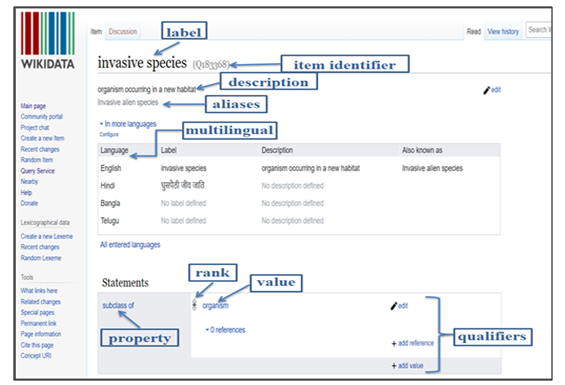 label
Item Discussion
Read View history Search W
WIKIDATA
invasive species (Q183368)
item identifier
organism occurring in a new habitat
description
edit
Invasive alien species
aliases
In more languages
Configure
multilingual
Main page
Community portal
Project chat
Create a new Item
Recent changes
Random Item
Query Service
Nearby
Help
Donate
Language Label Description Also known as
English Invasive species organism occurring in a new habitat Invasive alien species
Hindi घुसपैठी जीव जाति No description defined
Bangla No label defined No description defined
Telugu No label defined No description defined
All entered languages
Lexicographical data
Create a new Lexeme
Recent changes
Random Lexeme
Tools
What links here
Related changes
Special pages
Permanent link
Page information
Cite this page
Concept URI
Statements
rank
value
subclass of
organism
edit
0 references
property
+ add reference
qualifiers
+ add value